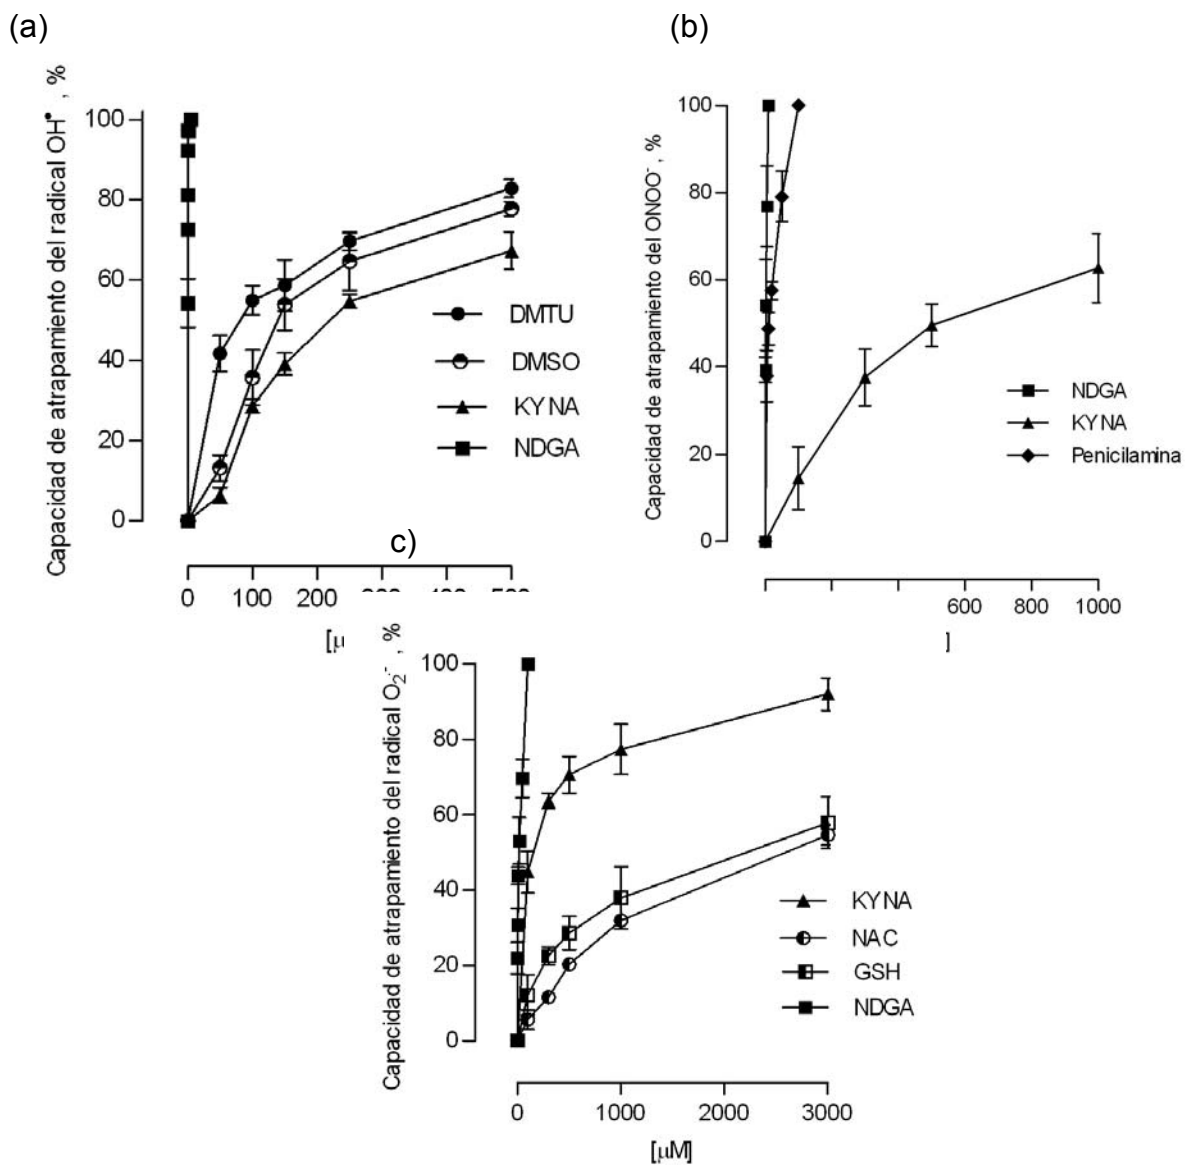 (a)
(b)
Capacidad de atrapamiento del radical OH•, %
100
80
60
40
20
0
DMTU
DMSO
KYNA
NDGA
0 100 200
[μ
Capacidad de atrapamiento del ONOO-, %
100
80
60
40
20
0
NDGA
KYNA
Penicilamina
600 800 1000
]
c)
Capacidad de atrapamiento del radical O2.-, %
100
80
60
40
20
0
KYNA
NAC
GSH
NDGA
0 1000 2000 3000
[μM]